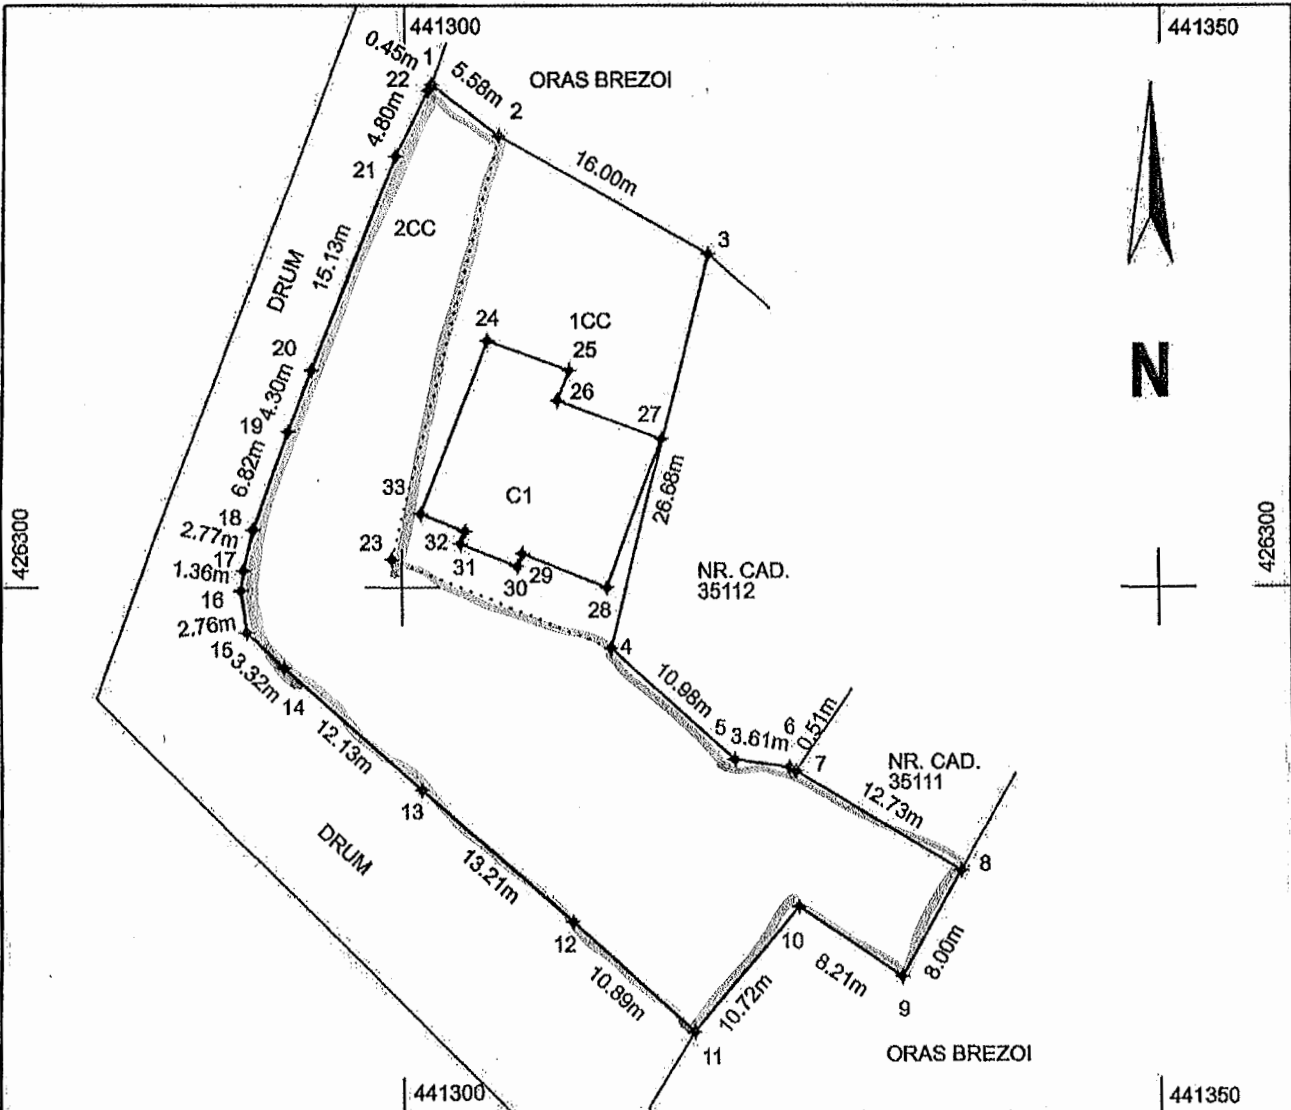 441300
441350
0.45m
1
22
5.58m
ORAS BREZOI
2
4.80m
21
16.00m
2CC
3
15.13m
DRUM
24
1CC
25
N
20
26
4.30m
27
19
6.82m
26.68m
33
C1
18
2.77m
23
32
426300
426300
17
31
29
1.36m
30
NR. CAD.
35112
16
28
2.76m
4
15
3.32m
10.98m
14
12.13m
5
3.61m
6
0.51m
7
NR. CAD.
35111
12.73m
13
DRUM
8
13.21m
10
12
8.21m
8.00m
10.89m
10.72m
9
11
ORAS BREZOI
441300
441350